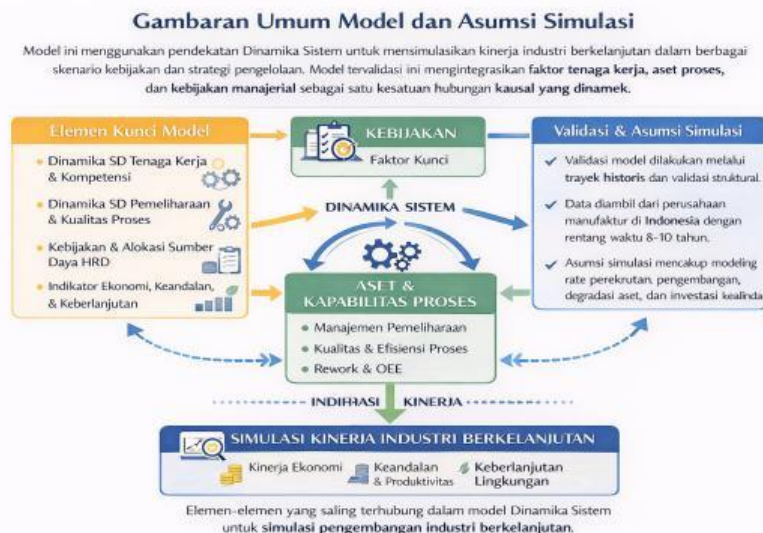 Gambaran Umum Model dan Asumsi Simulasi
Model ini menggunakan pendekatan Dinamika Sistem untuk mensimulasikan kinerja industri berkelanjutan dalam berbagai
skenario kebijakan dan strategi pengelolaan. Model tervalidasi ini mengintegrasikan faktor tenaga kerja, aset proses,
dan kebijakan manajerial sebagai satu kesatuan hubungan kausal yang dinamek.
Elemen Kunci Model
Dinamika SD Tenaga Kerja
& Kompetensi
Dinamika SD Pemeliharaan
& Kualitas Proses
Kebijakan & Alokasi Sumber
Daya HRD
Indikator Ekonomi, Keandalan,
& Keberlanjutan
KEBIJAKAN
Faktor Kunci
DINAMIKA SISTEM
ASET &
KAPABILITAS PROSES
Manajemen Pemeliharaan
Kualitas & Efisiensi Proses
Rework & OEE
Validasi & Asumsi Simulasi
Validasi model dilakukan melalui
trayek historis dan validasi struktural.
Data diambil dari perusahaan
manufaktur di Indonesia dengan
rentang waktu 8–10 tahun.
Asumsi simulasi mencakup modeling
rate perekrutan, pengembangan,
degradasi aset, dan investasi
KINERJA
SIMULASI KINERJA INDUSTRI BERKELANJUTAN
Kinerja Ekonomi
Keandalan
& Produktivitas
Keberlanjutan
Lingkungan
Elemen-elemen yang saling terhubung dalam model Dinamika Sistem
untuk simulasi pengembangan industri berkelanjutan.